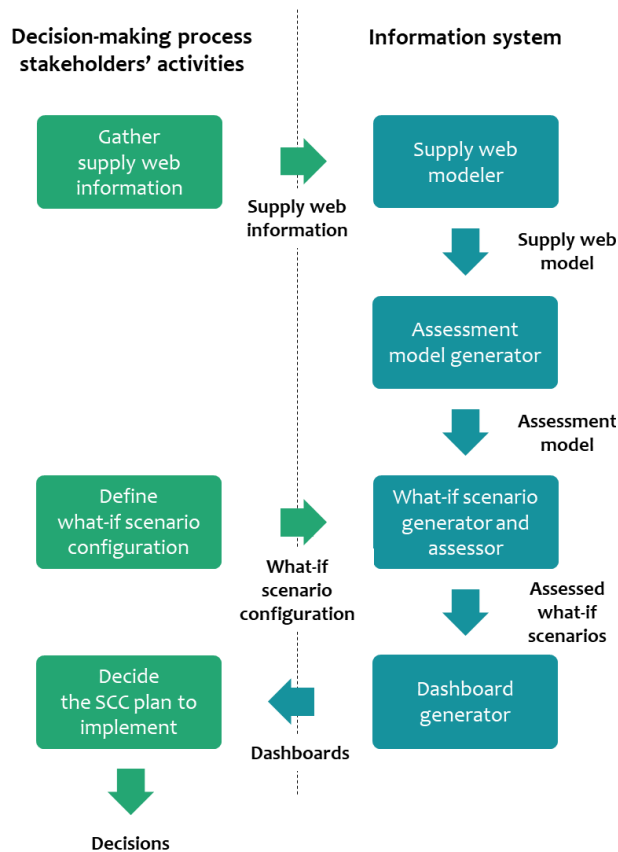 Decision-making process
stakeholders’ activities
Information system
Gather
supply web
information
Supply web
information
Supply web
modeler
Supply web
model
Assessment
model generator
Assessment
model
Define
what-if scenario
configuration
What-if
scenario
configuration
What-if scenario
generator and
assessor
Assessed
what-if
scenarios
Decide
the SCC plan to
implement
Dashboards
Dashboard
generator
Decisions